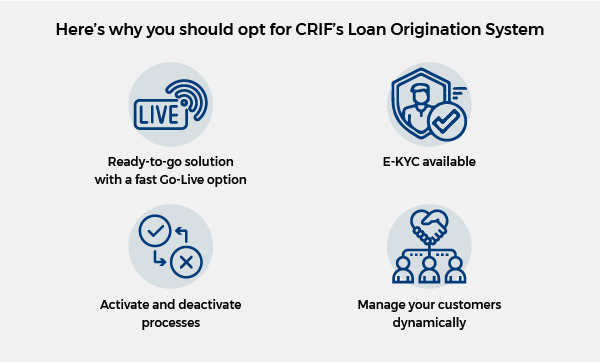 Here's why you should opt for CRIF's Loan Origination System
LIVE
Ready-to-go solution
with a fast Go-Live option
E-KYC available
Activate and deactivate
processes
Manage your customers
dynamically